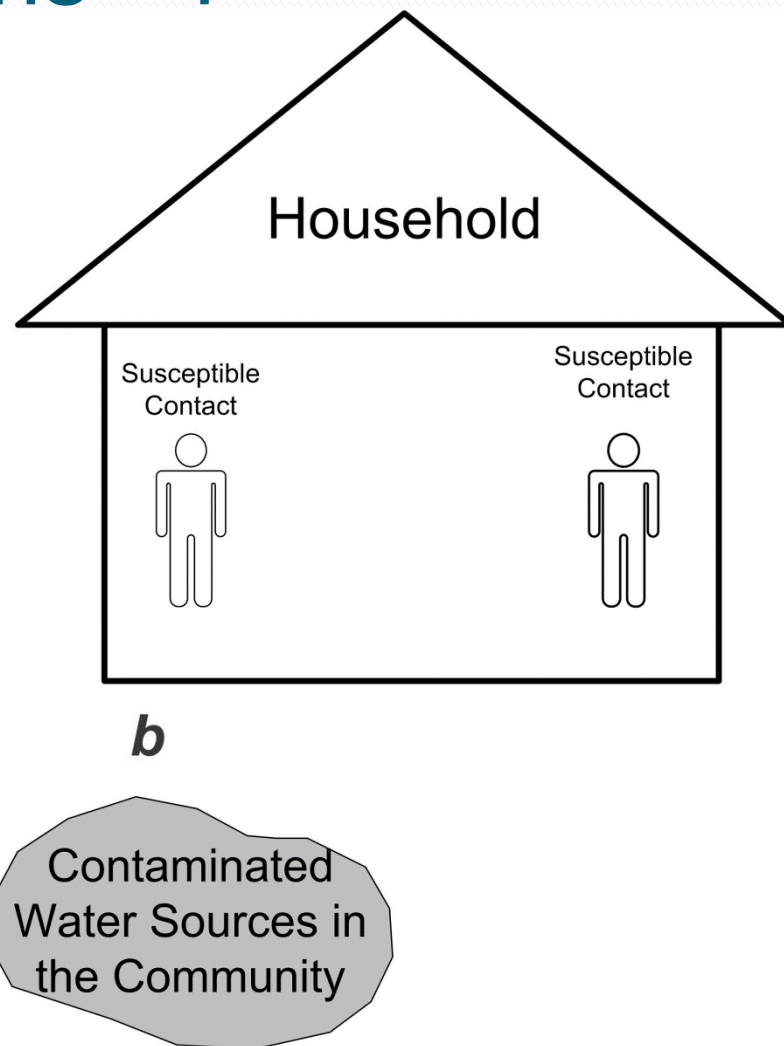 Household
Susceptible
Contact
Susceptible
Contact
b
Contaminated
Water Sources in
the Community